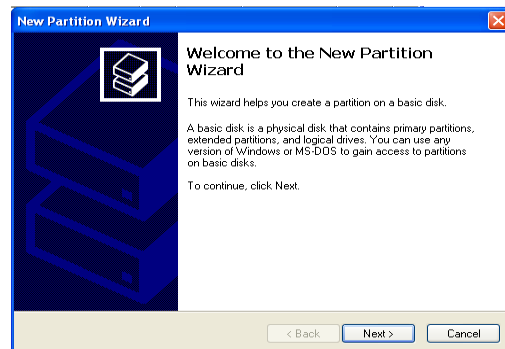 New Partition Wizard
Welcome to the New Partition
Wizard
This wizard helps you create a partition on a basic disk.
A basic disk is a physical disk that contains primary partitions,
extended partitions, and logical drives. You can use any
version of Windows or MS-DOS to gain access to partitions
on basic disks.
To continue, click Next.
< Back
Next >
Cancel